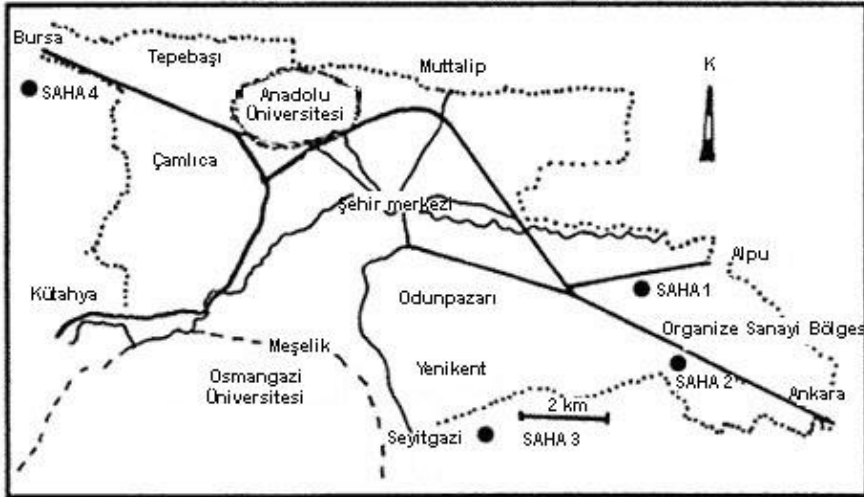 Bursa
Tepebaşı
Muttalip
K
SAHA 4
Anadolu
Üniversitesi
Çamlıca
Şehir merkezi
Alpu
Kütahya
Odunpazarı
SAHA 1
Organize Sanayi Bölges
Meşelik
Osmangazi
Üniversitesi
Yenikent
SAHA 2
Ankara
2 km
Seyitgazi
SAHA 3